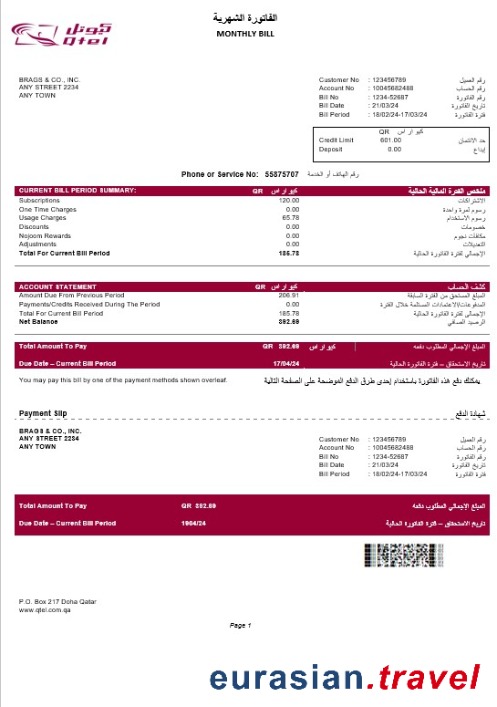 الفاتورة الشهرية
MONTHLY BILL
كيوتل
Qtel
BRAGS & CO., INC.
ANY STREET 2234
ANY TOWN
Customer No : 123456789 رقم العميل
Account No : 10045682488 رقم الحساب
Bill No : 1234-52687 رقم الفاتورة
Bill Date : 21/03/24 تاريخ الفاتورة
Bill Period : 18/02/24-17/03/24 فترة الفاتورة
QR كيو ار اس
Credit Limit 601.00 حد الائتمان
Deposit 0.00 إيداع
Phone or Service No: 55875707 رقم الهاتف أو الخدمة
CURRENT BILL PERIOD SUMMARY: QR كيو ار اس ملخص الفترة المالية الحالية
Subscriptions 120.00 الاشتراكات
One Time Charges 0.00 رسوم لمرة واحدة
Usage Charges 65.78 رسوم الاستخدام
Discounts 0.00 خصومات
Nojoom Rewards 0.00 مكافآت نجوم
Adjustments 0.00 التعديلات
Total For Current Bill Period 185.78 الإجمالي لفترة الفاتورة الحالية
ACCOUNT STATEMENT QR كيو ار اس كشف الحساب
Amount Due From Previous Period 206.91 المبلغ المستحق من الفترة السابقة
Payments/Credits Received During The Period 0.00 المدفوعات/الاعتمادات المستلمة خلال الفترة
Total For Current Bill Period 185.78 الإجمالي لفترة الفاتورة الحالية
Net Balance 392.69 الرصيد الصافي
Total Amount To Pay QR 392.69 كيو ار اس المبلغ الإجمالي المطلوب دفعه
Due Date – Current Bill Period 17/04/24 تاريخ الاستحقاق – فترة الفاتورة الحالية
You may pay this bill by one of the payment methods shown overleaf. يمكنك دفع هذه الفاتورة باستخدام إحدى طرق الدفع الموضحة على الصفحة التالية
Payment Slip شهادة الدفع
BRAGS & CO., INC.
ANY STREET 2234
ANY TOWN
Customer No : 123456789 رقم العميل
Account No : 10045682488 رقم الحساب
Bill No : 1234-52687 رقم الفاتورة
Bill Date : 21/03/24 تاريخ الفاتورة
Bill Period : 18/02/24-17/03/24 فترة الفاتورة
Total Amount To Pay QR 392.69 المبلغ الإجمالي المطلوب دفعه
Due Date – Current Bill Period 1904/24 تاريخ الاستحقاق – فترة الفاتورة الحالية
P.O. Box 217 Doha Qatar
www.qtel.com.qa
Page 1
eurasian.travel